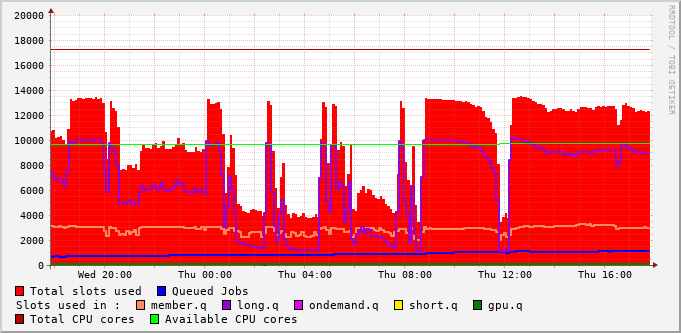 RRDTOOL / TOBI OETIKER
20000
18000
16000
14000
12000
10000
8000
6000
4000
2000
0
Wed 20:00 Thu 00:00 Thu 04:00 Thu 08:00 Thu 12:00 Thu 16:00
Total slots used Queued Jobs
Slots used in : member.q long.q ondemand.q short.q gpu.q
Total CPU cores Available CPU cores